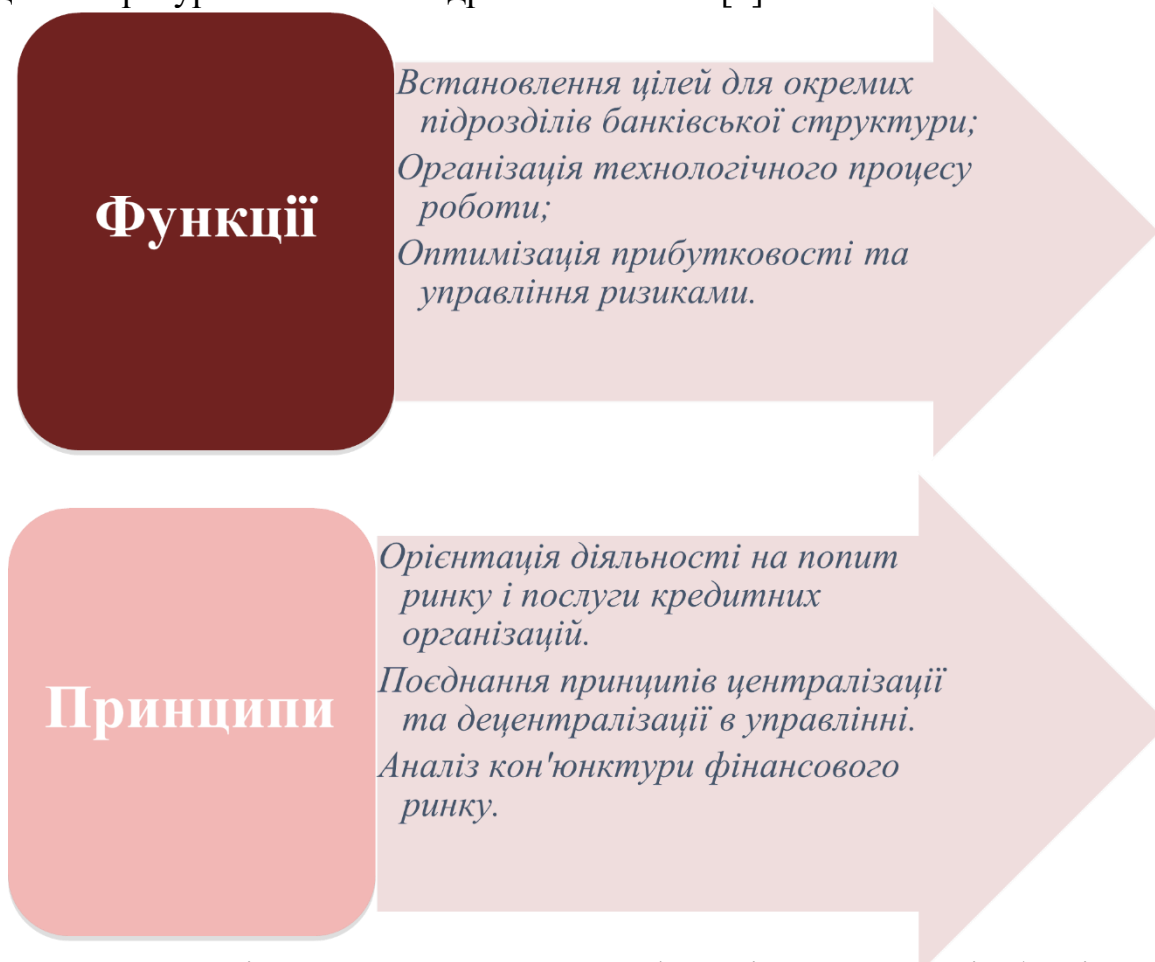 Функції
Встановлення цілей для окремих
підрозділів банківської структури;
Організація технологічного процесу
роботи;
Оптимізація прибутковості та
управління ризиками.
Принципи
Орієнтація діяльності на попит
ринку і послуги кредитних
організацій.
Поєднання принципів централізації
та децентралізації в управлінні.
Аналіз кон'юнктури фінансового
ринку.